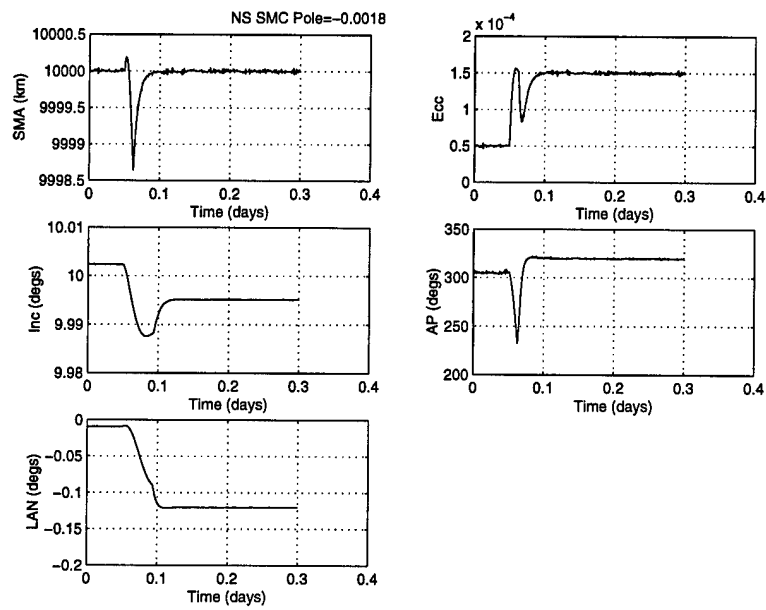 NS SMC Pole=−0.0018
10000.5
10000
9999.5
9999
9998.5
SMA (km)
0 0.1 0.2 0.3 0.4
Time (days)
x 10−4
2
1.5
1
0.5
0
Ecc
0 0.1 0.2 0.3 0.4
Time (days)
10.01
10
9.99
9.98
Inc (degs)
0 0.1 0.2 0.3 0.4
Time (days)
350
300
250
200
AP (degs)
0 0.1 0.2 0.3 0.4
Time (days)
0
−0.05
−0.1
−0.15
−0.2
LAN (degs)
0 0.1 0.2 0.3 0.4
Time (days)